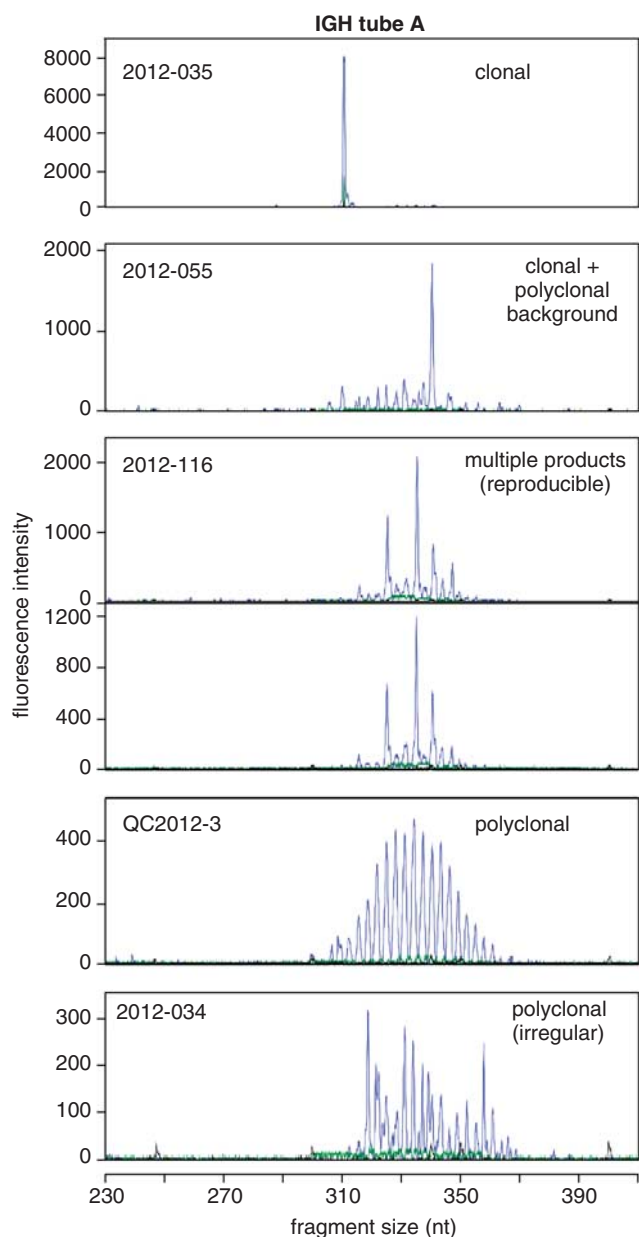 IGH tube A
8000
6000
4000
2000
0
2012-035
clonal
2000
1000
0
2012-055
clonal +
polyclonal
background
2000
1000
0
2012-116
multiple products
(reproducible)
1200
800
400
0
fluorescence intensity
400
200
0
QC2012-3
polyclonal
300
200
100
0
2012-034
polyclonal
(irregular)
230 270 310 350 390
fragment size (nt)